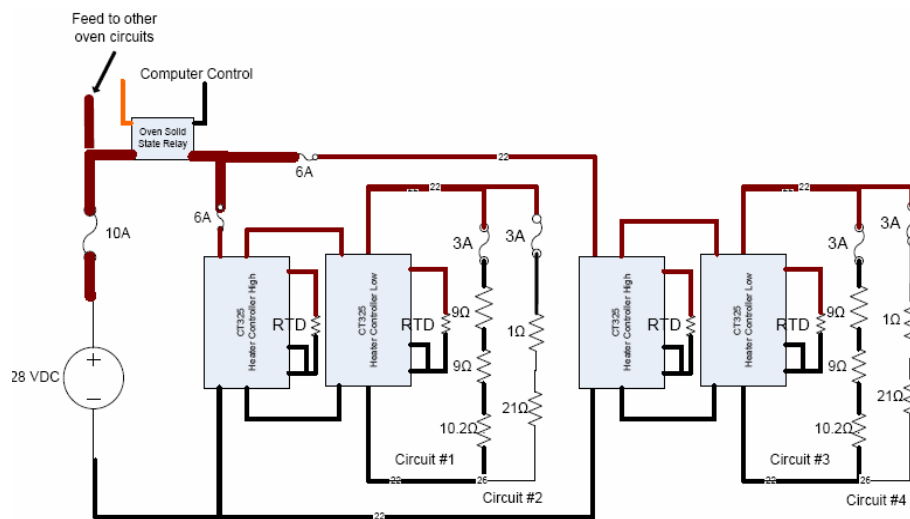 Feed to other
oven circuits
Computer Control
Oven Solid
State Relay
22
6A
22
22
6A
3A
3A
3A
3A
10A
CT325
Heater Controller High
RTD
CT325
Heater Controller Low
RTD
9Ω
1Ω
CT325
Heater Controller High
RTD
CT325
Heater Controller Low
RTD
9Ω
1Ω
28 VDC
+
−
9Ω
21Ω
9Ω
21Ω
10.2Ω
10.2Ω
Circuit #1
Circuit #3
22
26
22
26
Circuit #2
Circuit #4
22